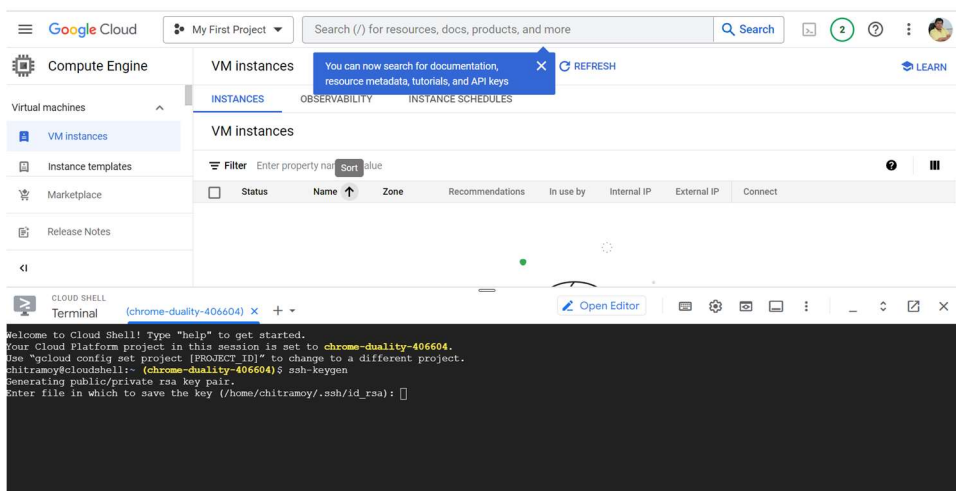 Google Cloud
My First Project
Search (/) for resources, docs, products, and more
Search
2
Compute Engine
VM instances
You can now search for documentation,
resource metadata, tutorials, and API keys
REFRESH
LEARN
Virtual machines
INSTANCES
OBSERVABILITY
INSTANCE SCHEDULES
VM instances
VM instances
Instance templates
Filter Enter property
Sort
Status
Name
Zone
Recommendations
In use by
Internal IP
External IP
Connect
Marketplace
Release Notes
CLOUD SHELL
Terminal
(chrome-duality-406604)
Open Editor
Welcome to Cloud Shell! Type "help" to get started.
Your Cloud Platform project in this session is set to chrome-duality-406604.
Use "gcloud config set project [PROJECT_ID]" to change to a different project.
chitramoy@cloudshell:~ (chrome-duality-406604)$ ssh-keygen
Generating public/private rsa key pair.
Enter file in which to save the key (/home/chitramoy/.ssh/id_rsa):